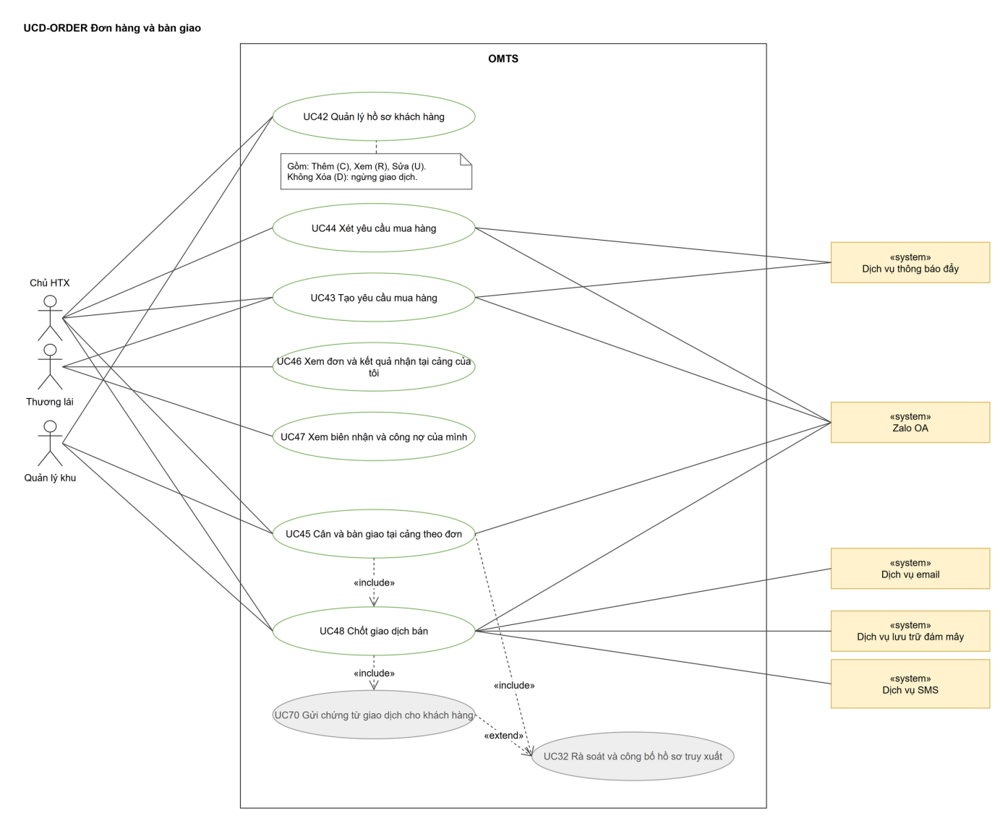 UCD-ORDER Đơn hàng và bàn giao
OMTS
UC42 Quản lý hồ sơ khách hàng
Gồm: Thêm (C), Xem (R), Sửa (U).
Không Xóa (D): ngừng giao dịch.
UC44 Xét yêu cầu mua hàng
«system»
Dịch vụ thông báo đẩy
Chủ HTX
UC43 Tạo yêu cầu mua hàng
UC46 Xem đơn và kết quả nhận tại cảng của
tôi
Thương lái
«system»
Zalo OA
UC47 Xem biên nhận và công nợ của mình
Quản lý khu
UC45 Cân và bàn giao tại cảng theo đơn
«system»
Dịch vụ email
«include»
UC48 Chốt giao dịch bán
«system»
Dịch vụ lưu trữ đám mây
«include»
«include»
«system»
Dịch vụ SMS
UC70 Gửi chứng từ giao dịch cho khách hàng
«extend»
UC32 Rà soát và công bố hồ sơ truy xuất